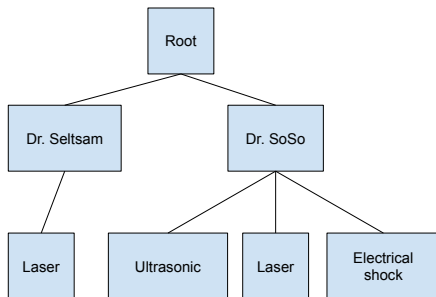 Root
Dr. Seltsam
Dr. SoSo
Laser
Ultrasonic
Laser
Electrical
shock